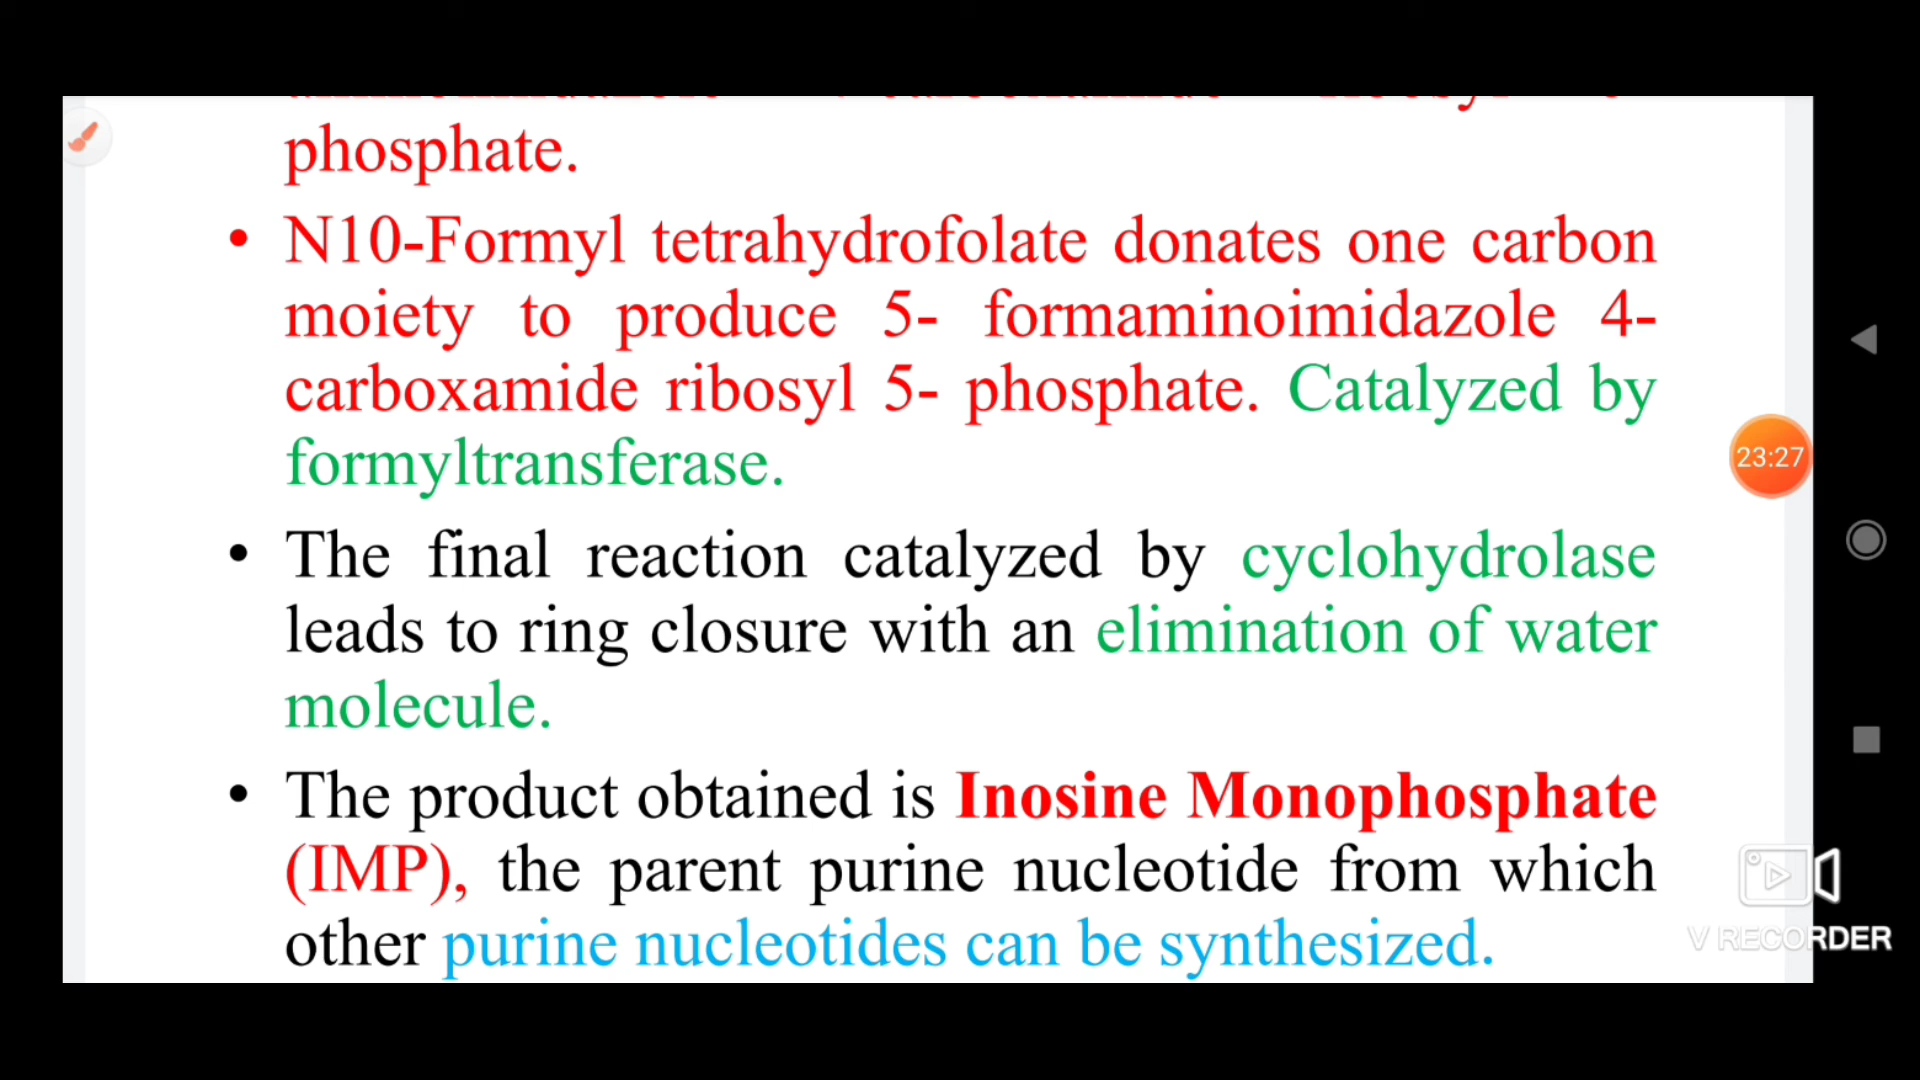 phosphate.
• N10-Formyl tetrahydrofolate donates one carbon
moiety to produce 5- formaminoimidazole 4-
carboxamide ribosyl 5- phosphate. Catalyzed by
formyltransferase.
• The final reaction catalyzed by cyclohydrolase
leads to ring closure with an elimination of water
molecule.
• The product obtained is Inosine Monophosphate
(IMP), the parent purine nucleotide from which
other purine nucleotides can be synthesized.
23:27
V RECORDER